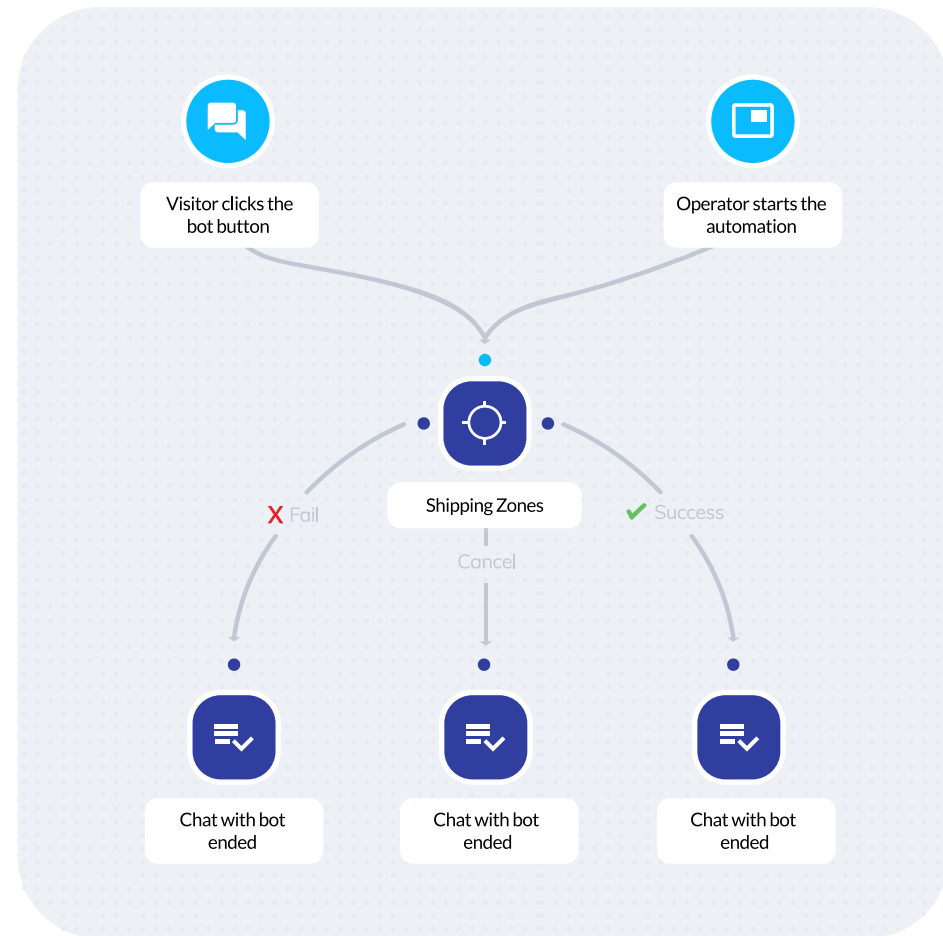 Visitor clicks the
bot button
Operator starts the
automation
Shipping Zones
X Fail
Success
Cancel
Chat with bot
ended
Chat with bot
ended
Chat with bot
ended